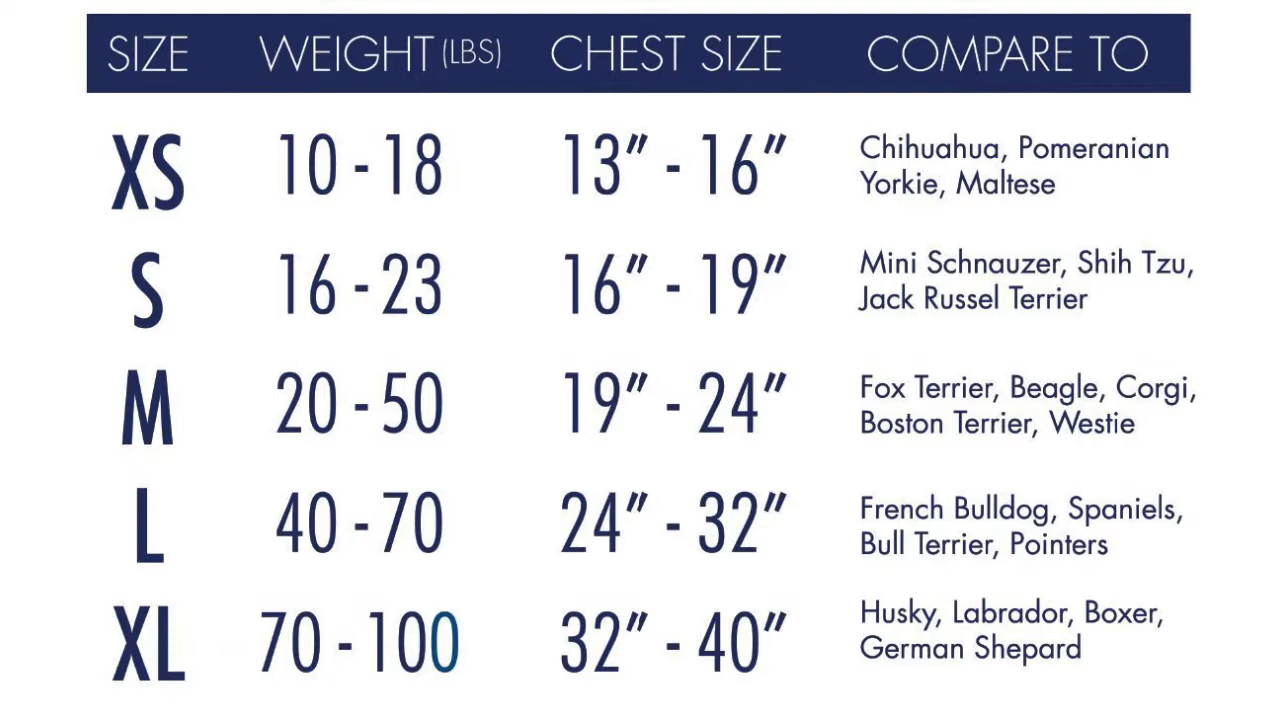 SIZE WEIGHT (LBS) CHEST SIZE COMPARE TO
XS 10 - 18 13” - 16” Chihuahua, Pomeranian
Yorkie, Maltese
S 16 - 23 16” - 19” Mini Schnauzer, Shih Tzu,
Jack Russel Terrier
M 20 - 50 19” - 24” Fox Terrier, Beagle, Corgi,
Boston Terrier, Westie
L 40 - 70 24” - 32” French Bulldog, Spaniels,
Bull Terrier, Pointers
XL 70 - 100 32” - 40” Husky, Labrador, Boxer,
German Shepard